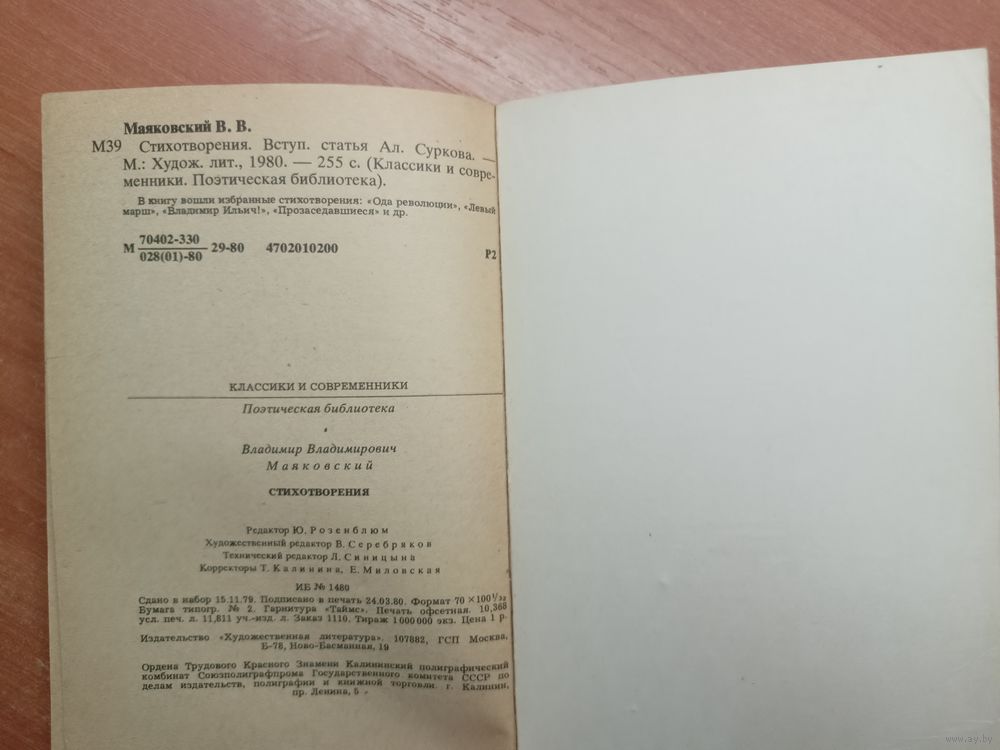 Маяковский В. В.
М39 Стихотворения. Вступ. статья Ал. Суркова. —
М.: Худож. лит., 1980. — 255 с. (Классики и совре-
менники. Поэтическая библиотека).
В книгу вошли избранные стихотворения: «Ода революции», «Левый
марш», «Владимир Ильич!», «Прозаседавшиеся» и др.
70402-330
М 29-80 4702010200
028(01)-80
Р2
КЛАССИКИ И СОВРЕМЕННИКИ
Поэтическая библиотека
Владимир Владимирович
Маяковский
СТИХОТВОРЕНИЯ
Редактор Ю. Розенблюм
Художественный редактор В. Серебряков
Технический редактор Л. Синицына
Корректоры Т. Калинина, Е. Миловская
ИБ № 1480
Сдано в набор 15.11.79. Подписано в печать 24.03.80. Формат 70 × 100 1/32
Бумага типогр. № 2. Гарнитура «Таймс». Печать офсетная. 10,368
усл. печ. л. 11,811 уч.-изд. л. Заказ 1110. Тираж 1 000 000 экз. Цена 1 р.
Издательство «Художественная литература». 107882, ГСП Москва,
Б-78, Ново-Басманная, 19
Ордена Трудового Красного Знамени Калининский полиграфический
комбинат Союзполиграфпрома Государственного комитета СССР по
делам издательств, полиграфии и книжной торговли. г. Калинин,
пр. Ленина, 5
www.ay.by